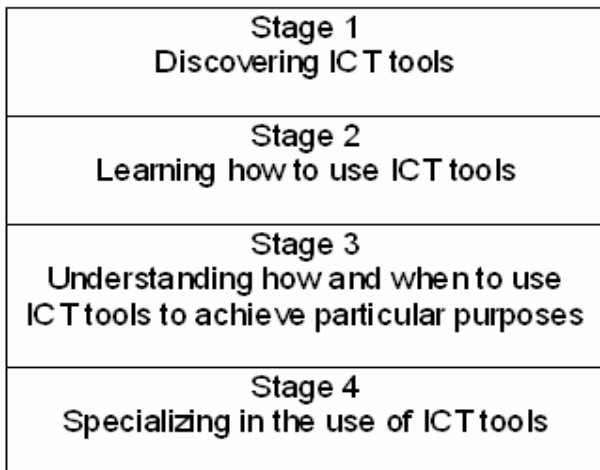 Stage 1
Discovering ICT tools
Stage 2
Learning how to use ICT tools
Stage 3
Understanding how and when to use
ICT tools to achieve particular purposes
Stage 4
Specializing in the use of ICT tools